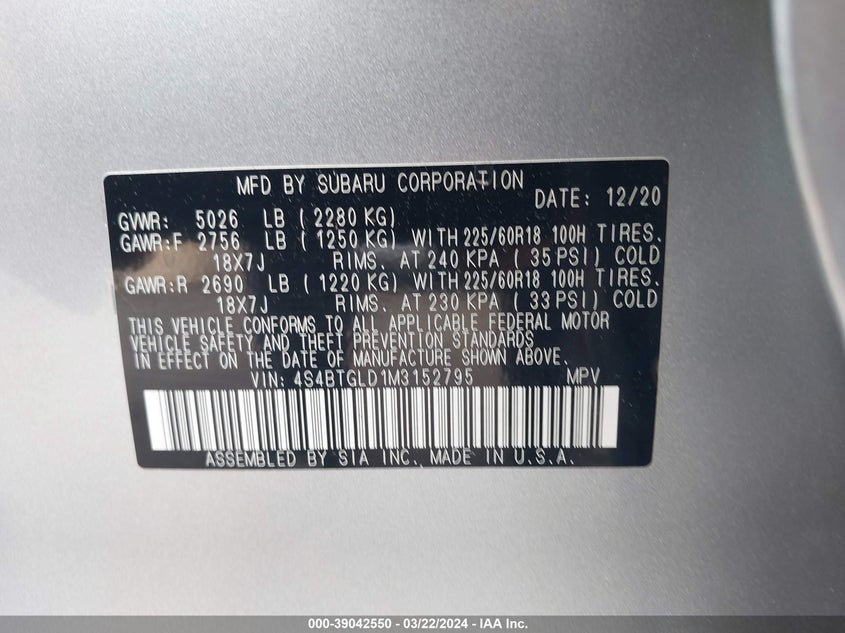 MFD BY SUBARU CORPORATION
DATE: 12/20
GVWR: 5026 LB ( 2280 KG)
GAWR:F 2756 LB ( 1250 KG) WITH 225/60R18 100H TIRES.
18X7J RIMS. AT 240 KPA ( 35 PSI) COLD
GAWR:R 2690 LB ( 1220 KG) WITH 225/60R18 100H TIRES.
18X7J RIMS. AT 230 KPA ( 33 PSI) COLD
THIS VEHICLE CONFORMS TO ALL APPLICABLE FEDERAL MOTOR
VEHICLE SAFETY AND THEFT PREVENTION STANDARDS
IN EFFECT ON THE DATE OF MANUFACTURE SHOWN ABOVE.
VIN: 4S4BTGLD1M3152795 MPV
ASSEMBLED BY SIA INC., MADE IN U.S.A.
000-39042550 - 03/22/2024 - IAA Inc.